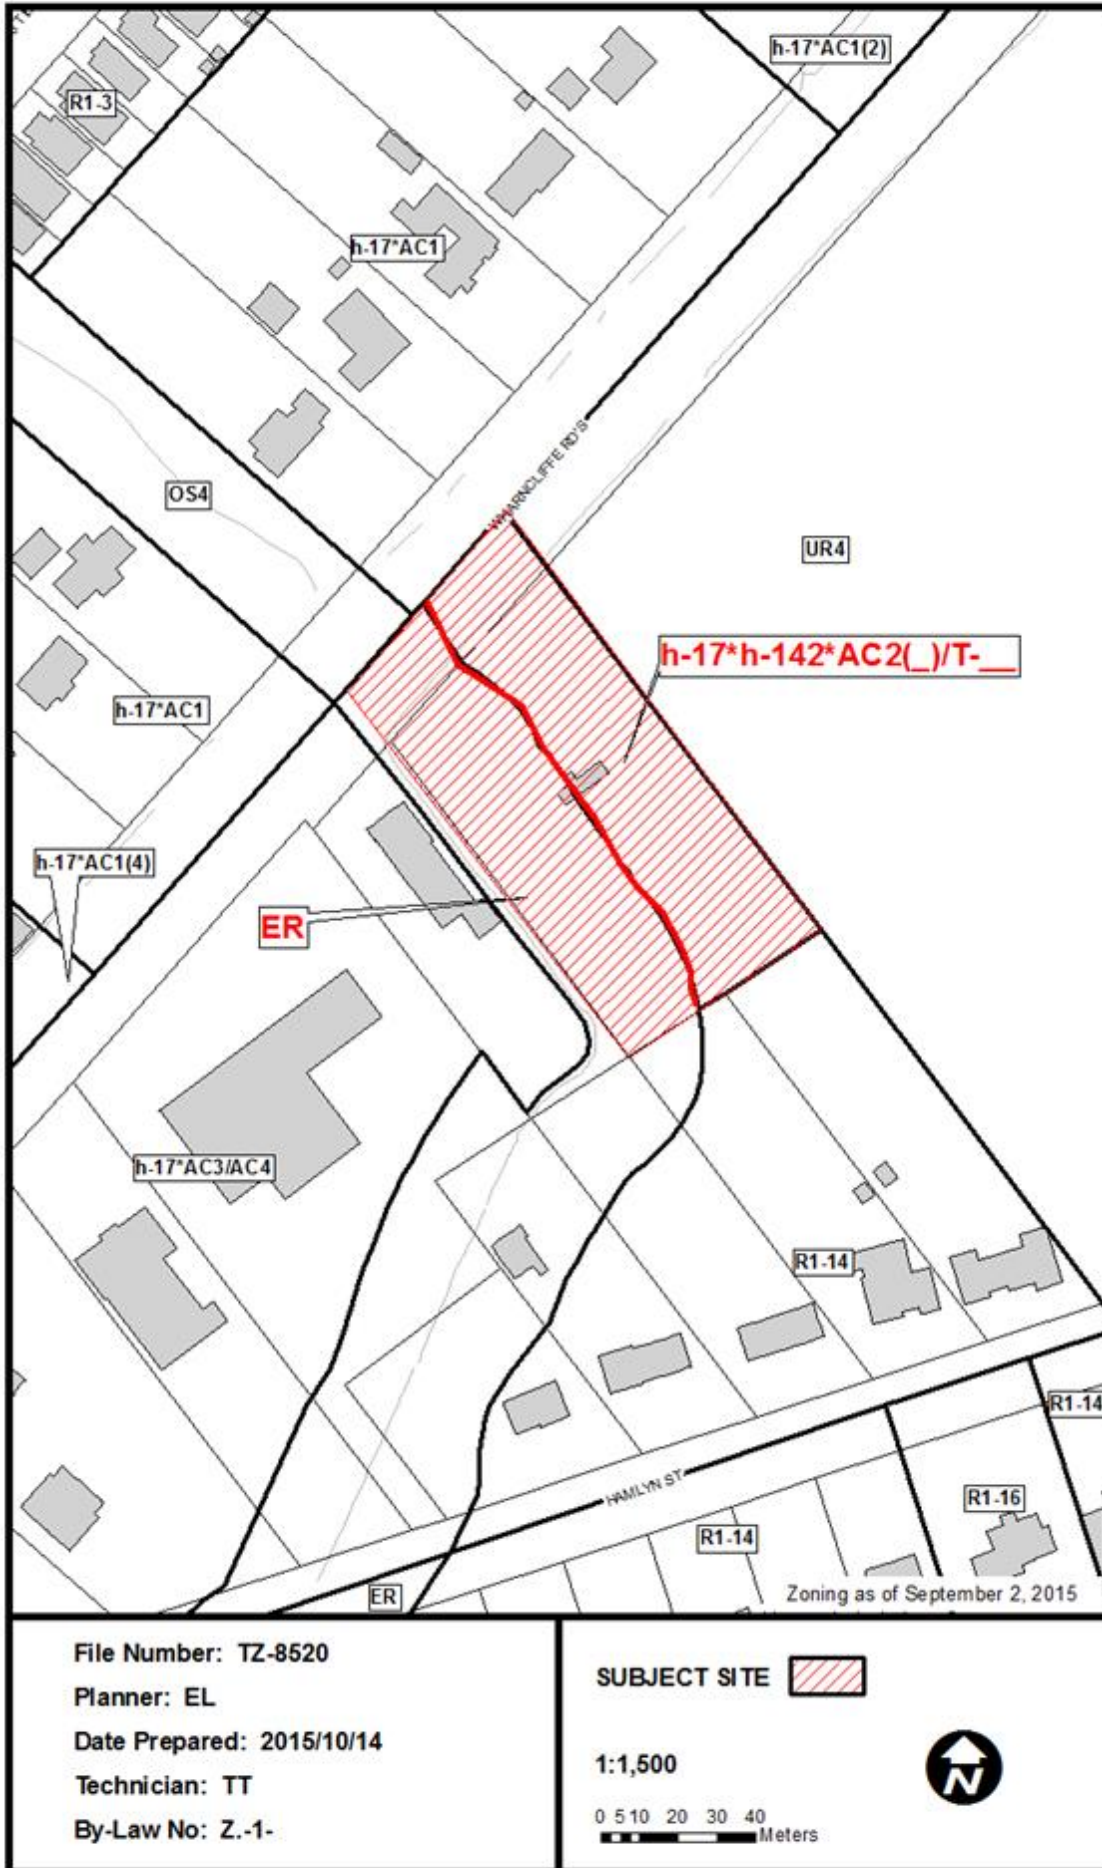 h-17*AC1(2)
R1-3
h-17*AC1
WHARNCLIFFE RD S
OS4
UR4
h-17*h-142*AC2(_)/T-__
h-17*AC1
h-17*AC1(4)
ER
h-17*AC3/AC4
R1-14
R1-14
HAMLYN ST
R1-16
R1-14
ER
Zoning as of September 2, 2015
File Number: TZ-8520
Planner: EL
Date Prepared: 2015/10/14
Technician: TT
By-Law No: Z.-1-
SUBJECT SITE
1:1,500
N
0 5 10 20 30 40
Meters